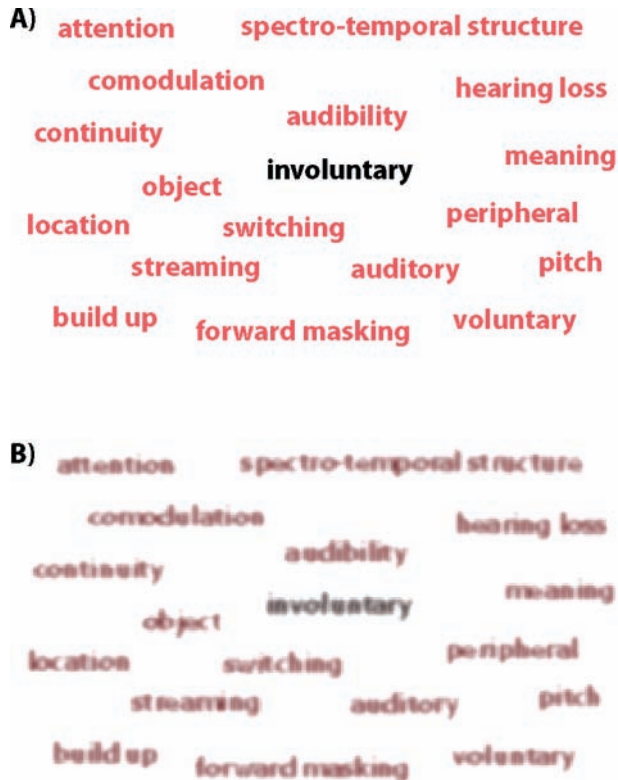 A)
attention spectro-temporal structure
comodulation hearing loss
audibility
continuity
meaning
involuntary
object
peripheral
location switching
streaming auditory pitch
build up forward masking voluntary
B)
attention spectro-temporal structure
comodulation hearing loss
audibility
continuity
meaning
involuntary
object
peripheral
location switching
streaming auditory pitch
build up forward masking voluntary